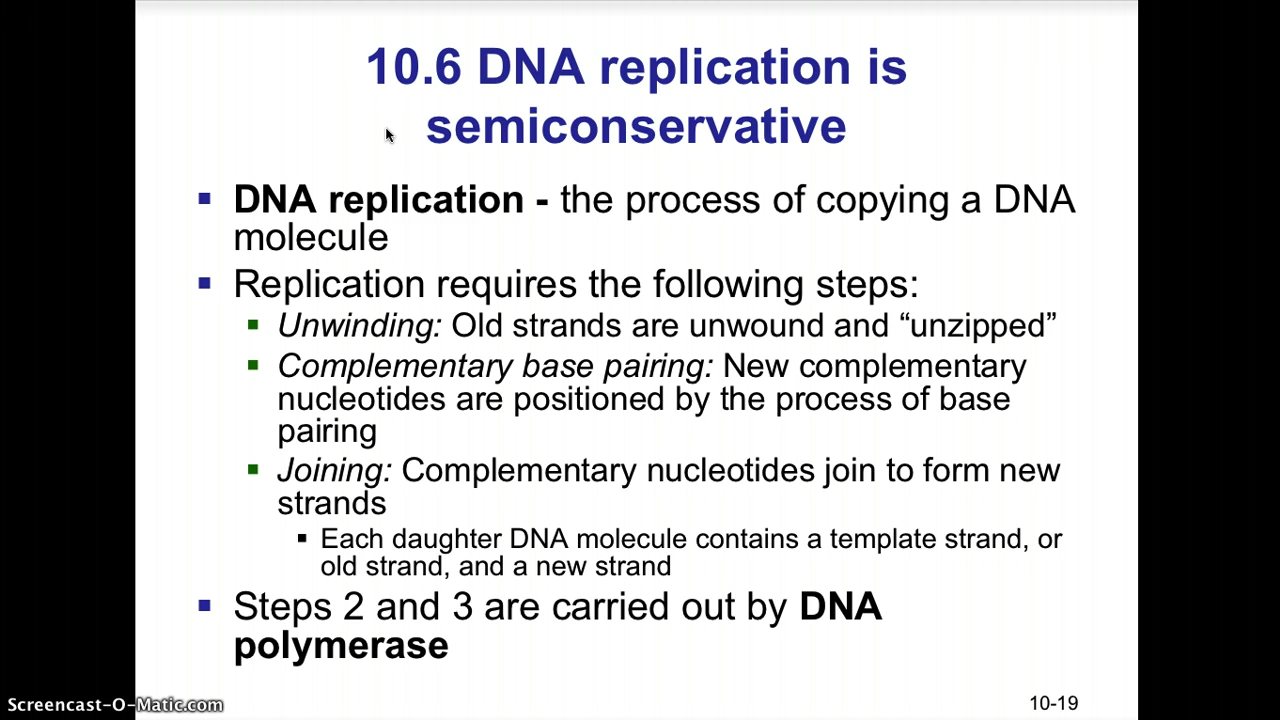 10.6 DNA replication is
semiconservative
▪ DNA replication - the process of copying a DNA
molecule
▪ Replication requires the following steps:
▪ Unwinding: Old strands are unwound and “unzipped”
▪ Complementary base pairing: New complementary
nucleotides are positioned by the process of base
pairing
▪ Joining: Complementary nucleotides join to form new
strands
▪ Each daughter DNA molecule contains a template strand, or
old strand, and a new strand
▪ Steps 2 and 3 are carried out by DNA
polymerase
Screencast-O-Matic.com
10-19